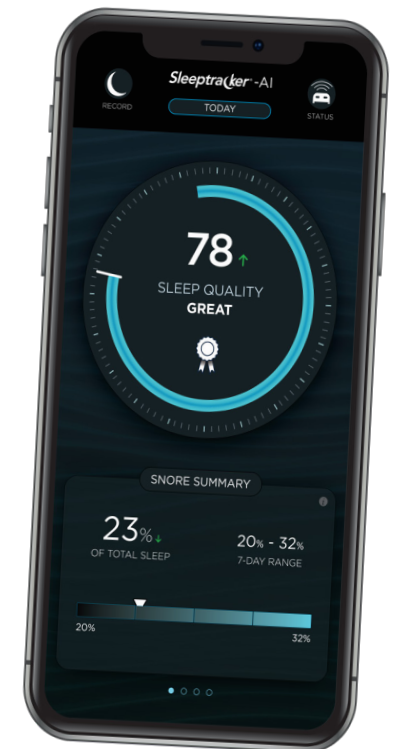 Sleeptracker-AI
RECORD
TODAY
STATUS
78
SLEEP QUALITY
GREAT
SNORE SUMMARY
23%
OF TOTAL SLEEP
20% - 32%
7-DAY RANGE
20%
32%